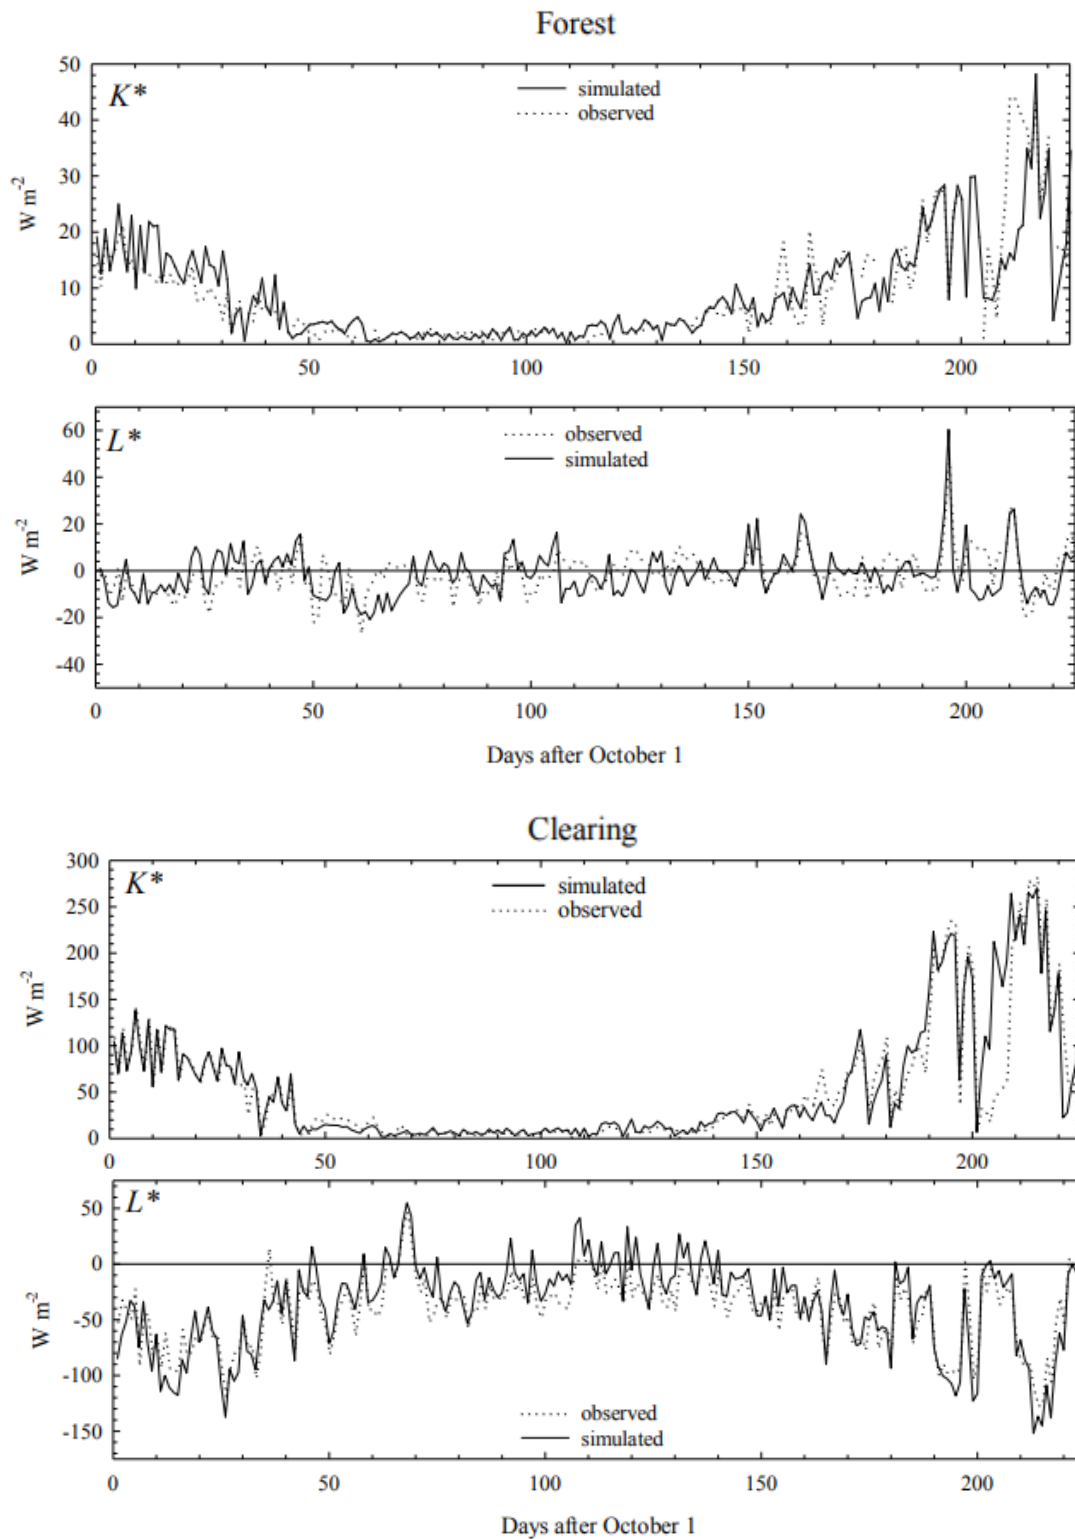 Forest
50
K*
simulated
observed
40
30
W m-2
20
10
0
0 50 100 150 200
60
L*
observed
simulated
40
20
W m-2
0
-20
-40
0 50 100 150 200
Days after October 1
Clearing
300
K*
simulated
observed
250
200
W m-2
150
100
50
0
0 50 100 150 200
L*
50
0
W m-2
-50
-100
observed
-150
simulated
0 50 100 150 200
Days after October 1